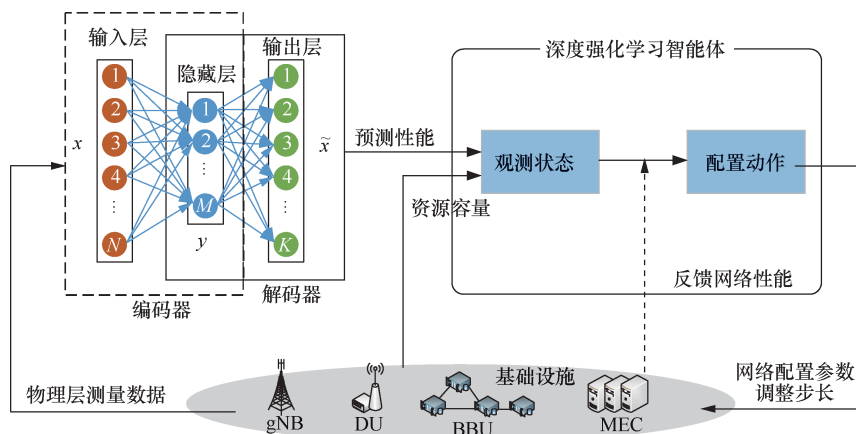 输入层
1
2
3
4
⋮
N
x
隐藏层
1
2
⋮
M
y
输出层
1
2
3
4
⋮
K
x̃
编码器
解码器
预测性能
资源容量
深度强化学习智能体
观测状态
配置动作
反馈网络性能
物理层测量数据
基础设施
gNB
DU
BBU
MEC
网络配置参数
调整步长